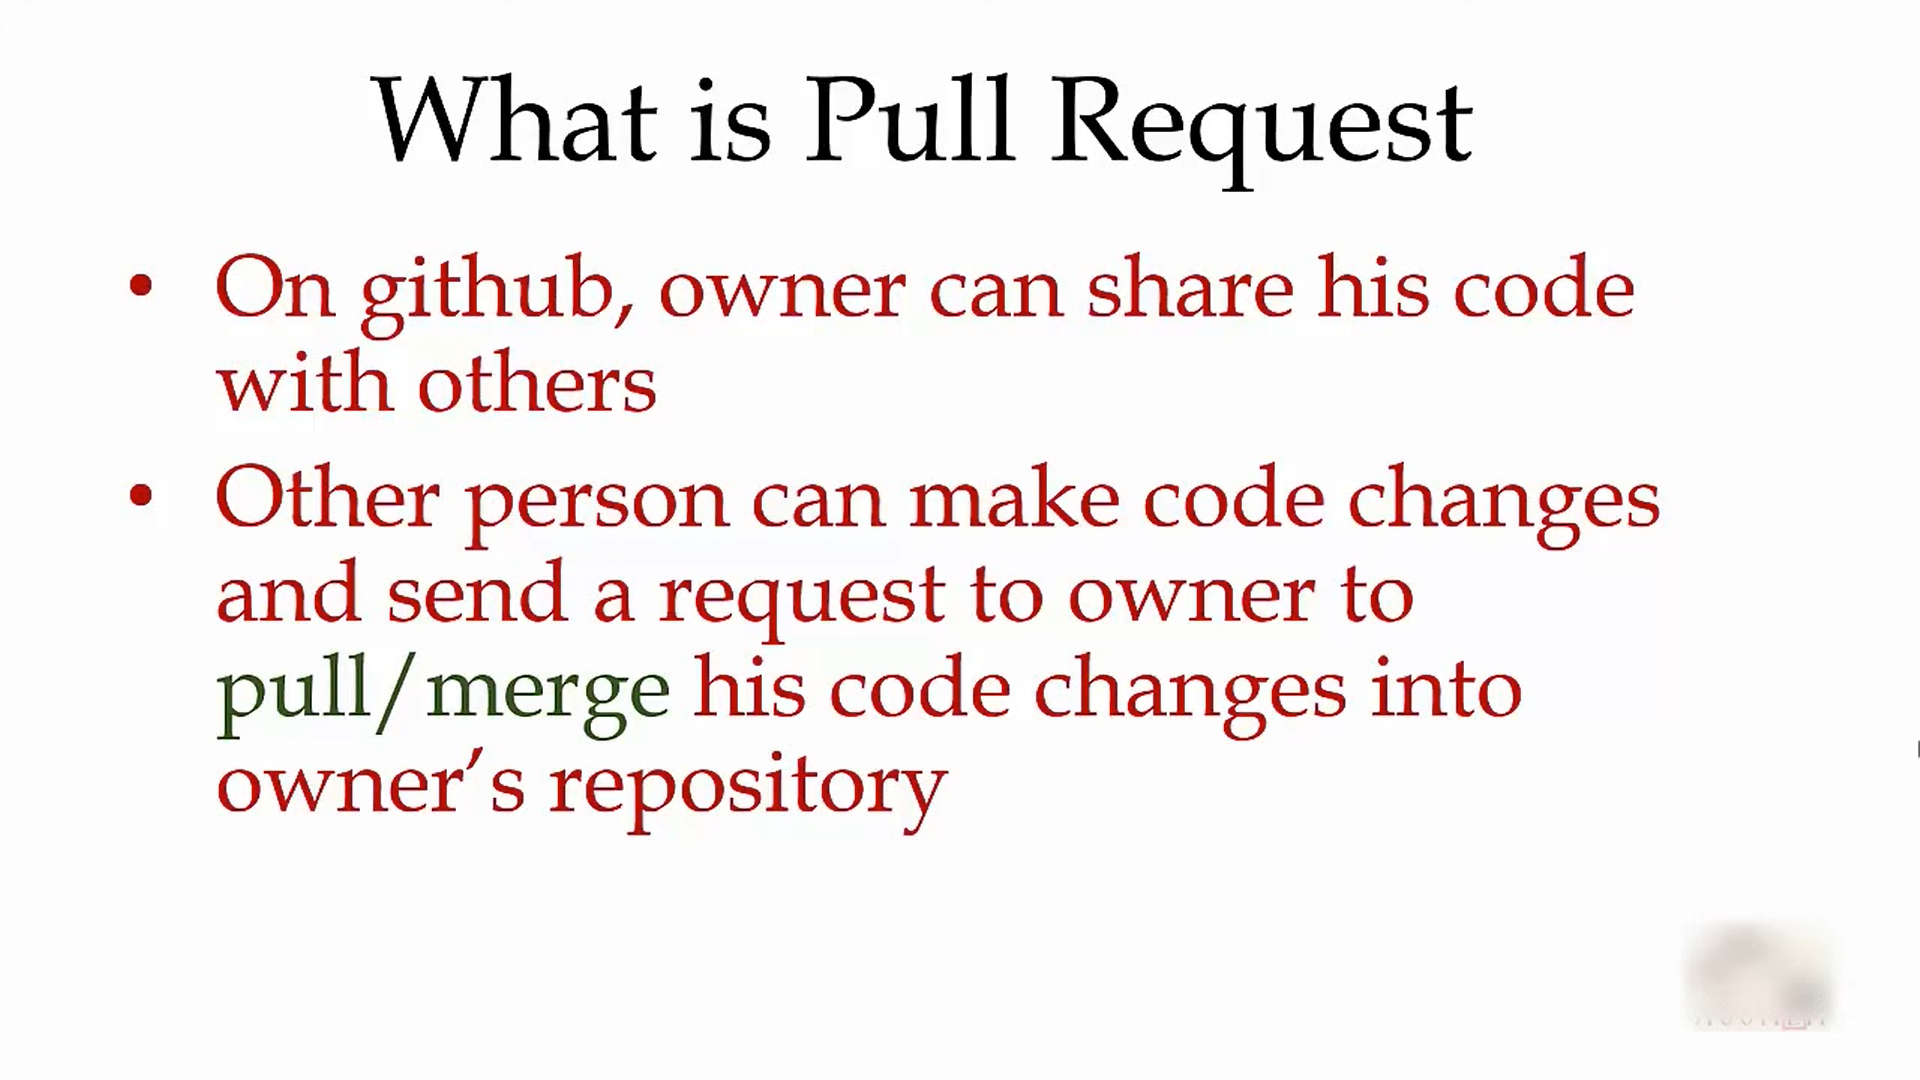 What is Pull Request
• On github, owner can share his code
with others
• Other person can make code changes
and send a request to owner to
pull/merge his code changes into
owner’s repository